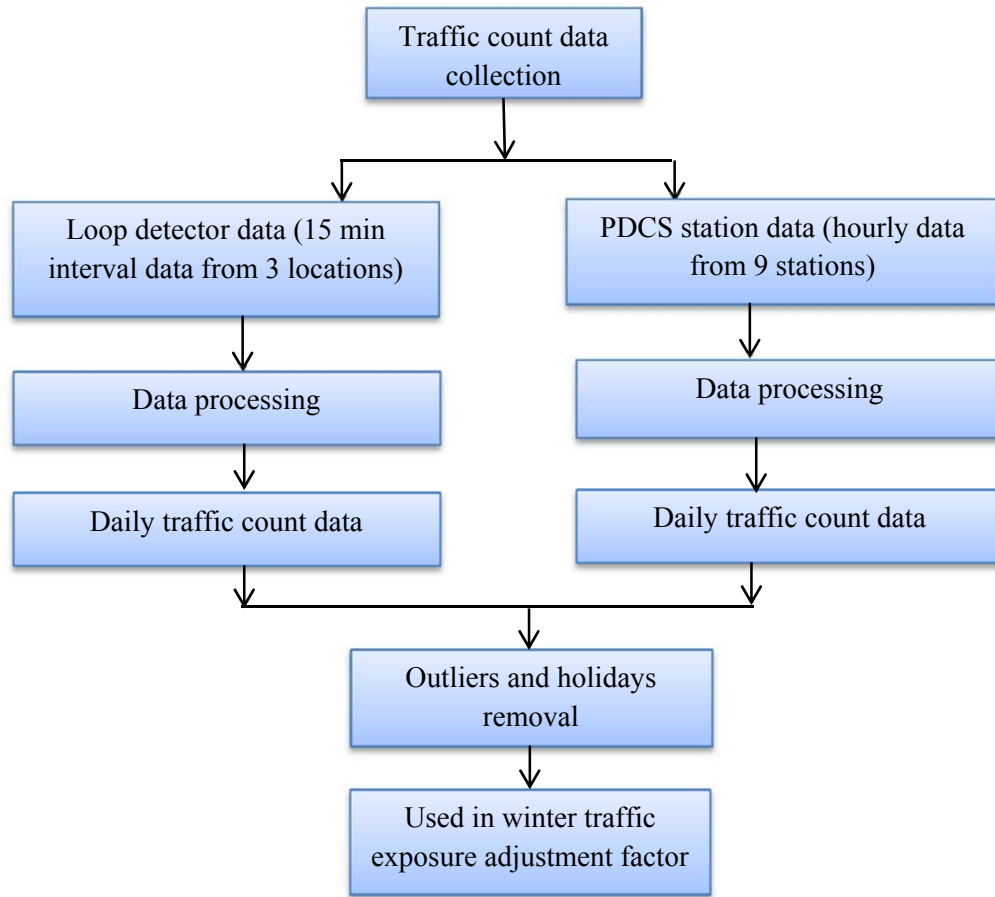 Traffic count data
collection
Loop detector data (15 min
interval data from 3 locations)
PDCS station data (hourly data
from 9 stations)
Data processing
Data processing
Daily traffic count data
Daily traffic count data
Outliers and holidays
removal
Used in winter traffic
exposure adjustment factor